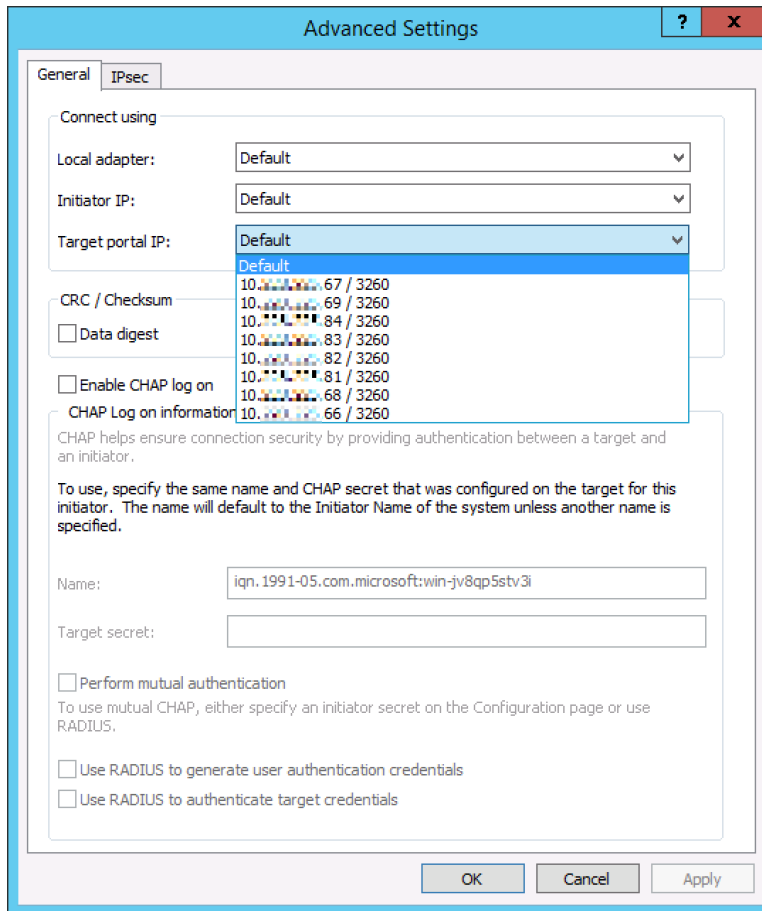 Advanced Settings
?
x
General
IPsec
Connect using
Local adapter:
Default
Initiator IP:
Default
Target portal IP:
Default
Default
10. 67 / 3260
10. 69 / 3260
10. 84 / 3260
10. 83 / 3260
10. 82 / 3260
10. 81 / 3260
10. 68 / 3260
10. 66 / 3260
CRC / Checksum
Data digest
Enable CHAP log on
CHAP Log on information
CHAP helps ensure connection security by providing authentication between a target and
an initiator.
To use, specify the same name and CHAP secret that was configured on the target for this
initiator.  The name will default to the Initiator Name of the system unless another name is
specified.
Name:
iqn.1991-05.com.microsoft:win-jv8qp5stv3i
Target secret:
Perform mutual authentication
To use mutual CHAP, either specify an initiator secret on the Configuration page or use
RADIUS.
Use RADIUS to generate user authentication credentials
Use RADIUS to authenticate target credentials
OK
Cancel
Apply